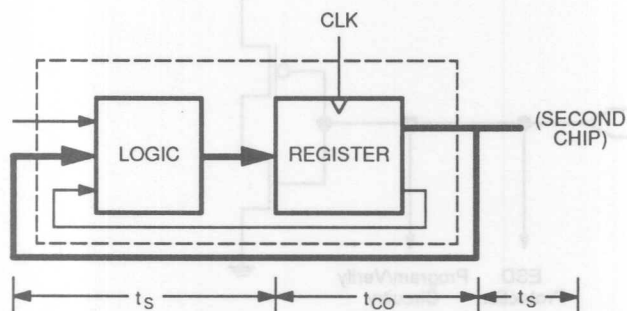 CLK
(SECOND
CHIP)
LOGIC
REGISTER
tS
tCO
tS